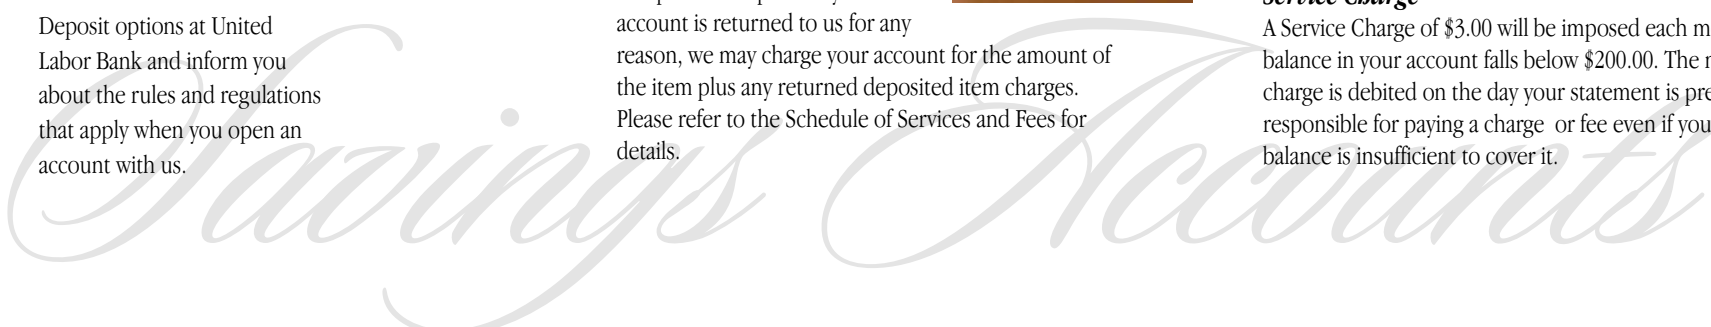 Deposit options at United
Labor Bank and inform you
about the rules and regulations
that apply when you open an
account with us.
account is returned to us for any
reason, we may charge your account for the amount of
the item plus any returned deposited item charges.
Please refer to the Schedule of Services and Fees for
details.
Service Charge
A Service Charge of $3.00 will be imposed each
balance in your account falls below $200.00. The
charge is debited on the day your statement is
responsible for paying a charge or fee even if you
balance is insufficient to cover it.
Savings Accounts